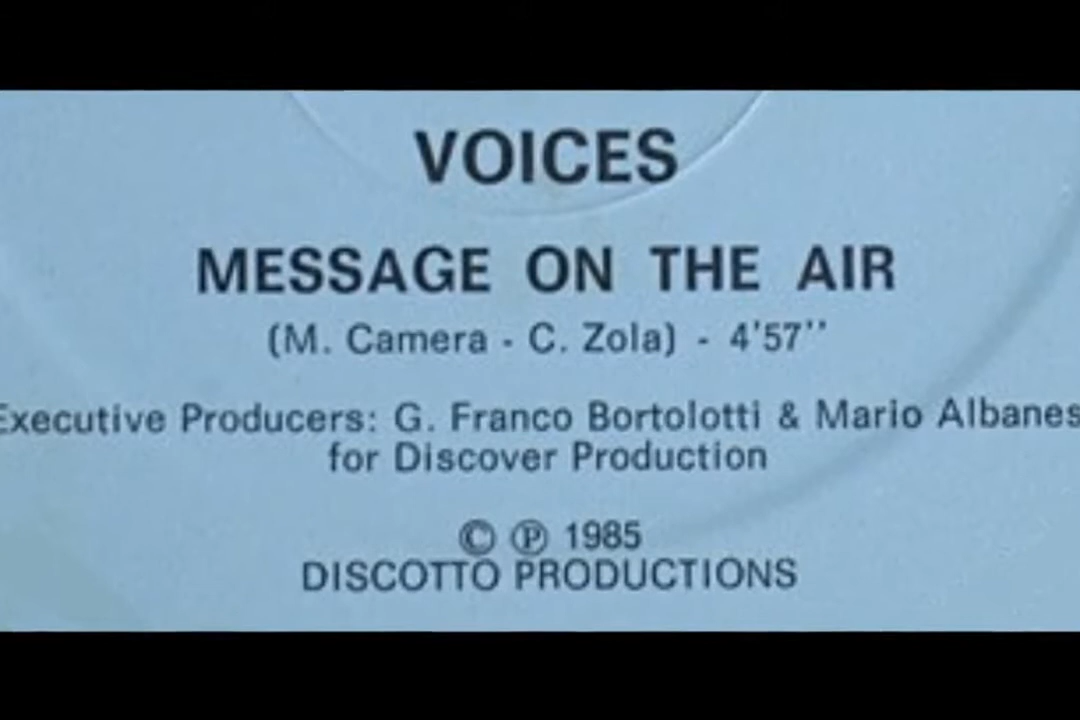 VOICES
MESSAGE ON THE AIR
(M. Camera - C. Zola) - 4'57''
Executive Producers: G. Franco Bortolotti & Mario Albanes
for Discover Production
© ℗ 1985
DISCOTTO PRODUCTIONS